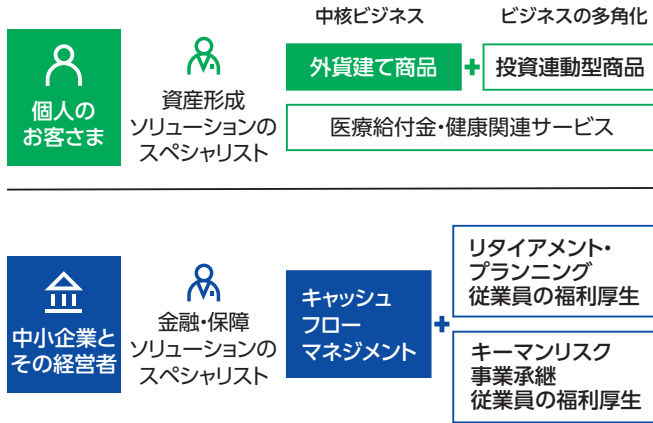 中核ビジネス
ビジネスの多角化
個人の
お客さま
資産形成
ソリューションの
スペシャリスト
外貨建て商品
+
投資連動型商品
医療給付金・健康関連サービス
中小企業と
その経営者
金融・保障
ソリューションの
スペシャリスト
キャッシュ
フロー
マネジメント
+
リタイアメント・
プランニング
従業員の福利厚生
キーマンリスク
事業承継
従業員の福利厚生